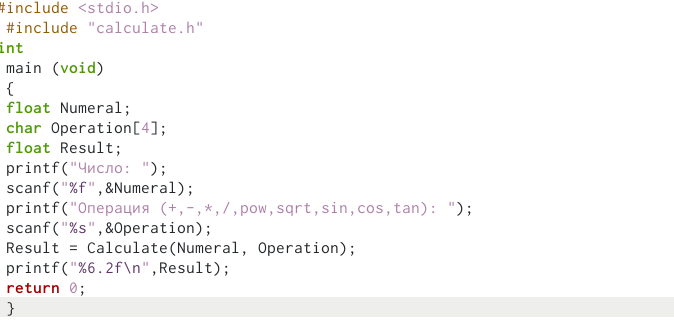 #include <stdio.h>
#include "calculate.h"
int
main (void)
{
float Numeral;
char Operation[4];
float Result;
printf("Число: ");
scanf("%f",&Numeral);
printf("Операция (+,-,*,/,pow,sqrt,sin,cos,tan): ");
scanf("%s",&Operation);
Result = Calculate(Numeral, Operation);
printf("%6.2f\n",Result);
return 0;
}